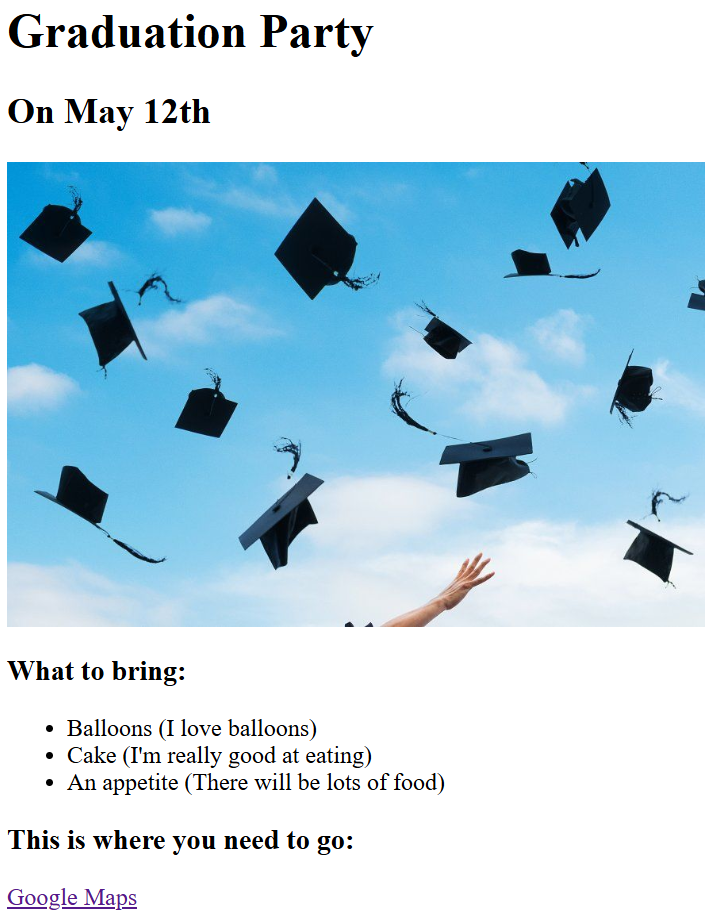 Graduation Party
On May 12th
What to bring:
Balloons (I love balloons)
Cake (I'm really good at eating)
An appetite (There will be lots of food)
This is where you need to go:
Google Maps